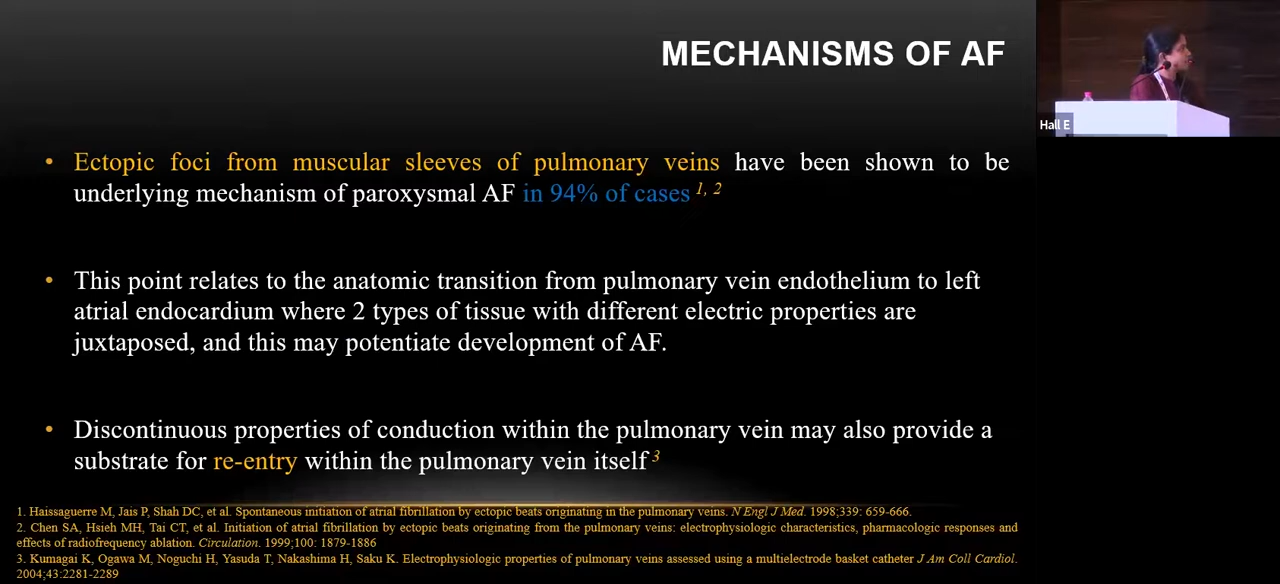 MECHANISMS OF AF
Hall E
• Ectopic foci from muscular sleeves of pulmonary veins have been shown to be
underlying mechanism of paroxysmal AF in 94% of cases 1, 2
• This point relates to the anatomic transition from pulmonary vein endothelium to left
atrial endocardium where 2 types of tissue with different electric properties are
juxtaposed, and this may potentiate development of AF.
• Discontinuous properties of conduction within the pulmonary vein may also provide a
substrate for re-entry within the pulmonary vein itself 3
1. Haissaguerre M, Jais P, Shah DC, et al. Spontaneous initiation of atrial fibrillation by ectopic beats originating in the pulmonary veins. N Engl J Med. 1998;339: 659-666.
2. Chen SA, Hsieh MH, Tai CT, et al. Initiation of atrial fibrillation by ectopic beats originating from the pulmonary veins: electrophysiologic characteristics, pharmacologic responses and
effects of radiofrequency ablation. Circulation. 1999;100: 1879-1886
3. Kumagai K, Ogawa M, Noguchi H, Yasuda T, Nakashima H, Saku K. Electrophysiologic properties of pulmonary veins assessed using a multielectrode basket catheter J Am Coll Cardiol.
2004;43:2281-2289